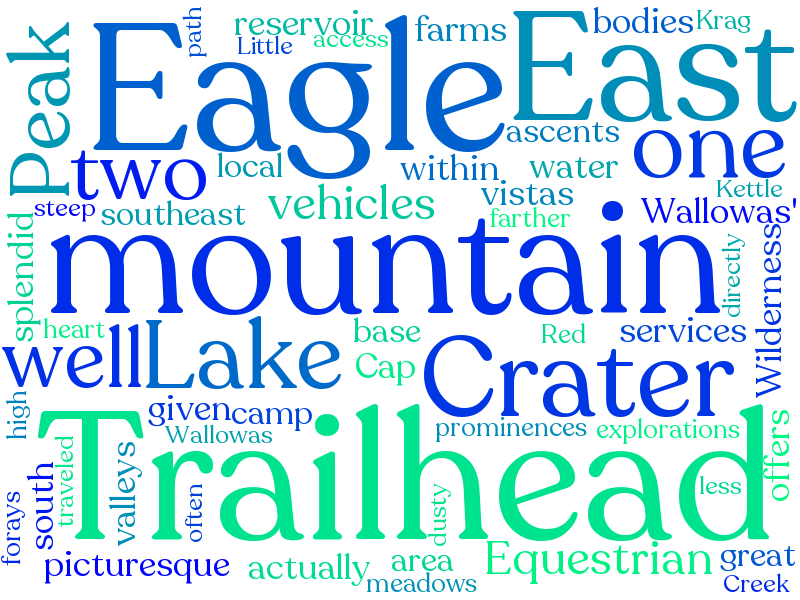 path
reservoir
Little
access
farms
bodies
Krag
Peak
Eagle
East
ascents
one
two
local
within
water
vistas
Kettle
steep
southeast
vehicles
farther
Wallowas'
splendid
mountain
directly
Wilderness
heart
well
Lake
base
Cap
Red
services
Crater
high
given
camp
Wallowas
prominences
explorations
offers
Trailhead
traveled
valleys
south
forays
often
dusty
less
picturesque
actually
area
meadows
Equestrian
great
Creek